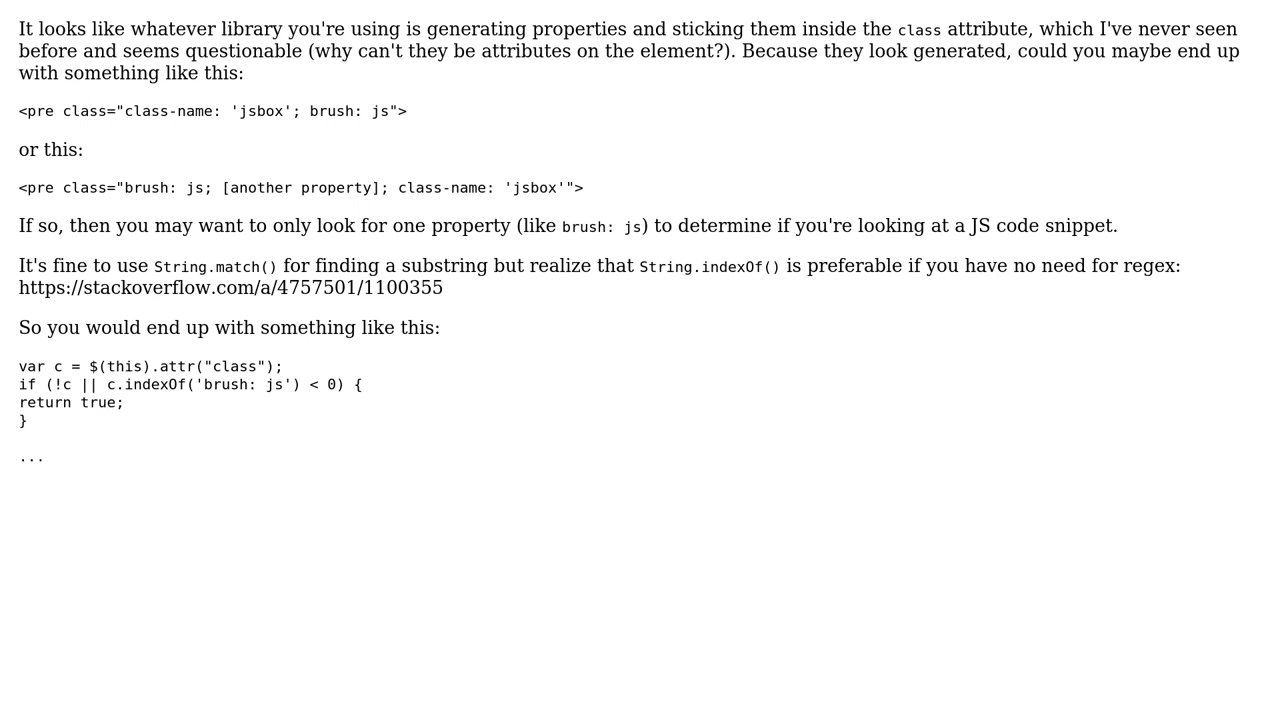 It looks like whatever library you're using is generating properties and sticking them inside the class attribute, which I've never seen
before and seems questionable (why can't they be attributes on the element?). Because they look generated, could you maybe end up
with something like this:
<pre class="class-name: 'jsbox'; brush: js">
or this:
<pre class="brush: js; [another property]; class-name: 'jsbox'">
If so, then you may want to only look for one property (like brush: js) to determine if you're looking at a JS code snippet.
It's fine to use String.match() for finding a substring but realize that String.indexOf() is preferable if you have no need for regex:
https://stackoverflow.com/a/4757501/1100355
So you would end up with something like this:
var c = $(this).attr("class");
if (!c || c.indexOf('brush: js') < 0) {
return true;
}
...